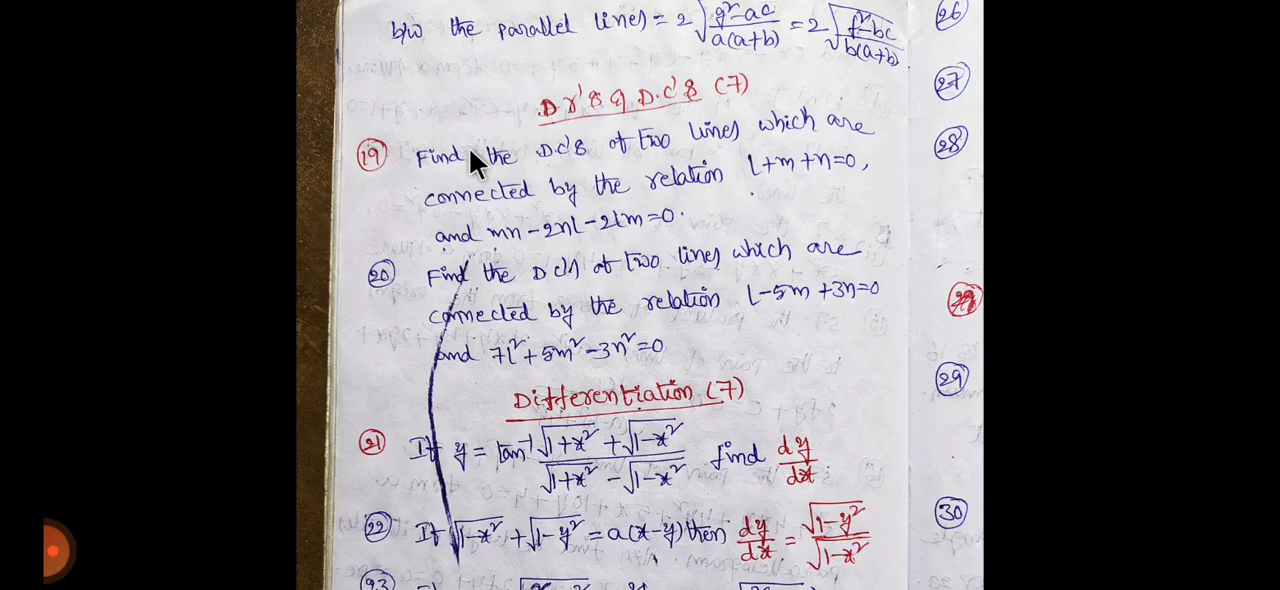 b/w the parallel lines = 2 √(g²-ac / a(a+b)) = 2 √(f²-bc / b(a+b)).
26
27
D.r's & D.C's (7)
19 Find the D.C's of two lines which are
28
connected by the relation l+m+n=0,
and mn-2nl-2lm=0.
20 Find the D.C's of two lines which are
connected by the relation l-5m+3n=0
and 7l²+5m²-3n²=0
29
Differentiation (7)
21 If y = tan⁻¹ (√(1+x²) + √(1-x²)) / (√(1+x²) - √(1-x²)) find dy/dx
22 If √(1-x²) + √(1-y²) = a(x-y) then dy/dx = √(1-y²) / √(1-x²)
30
23